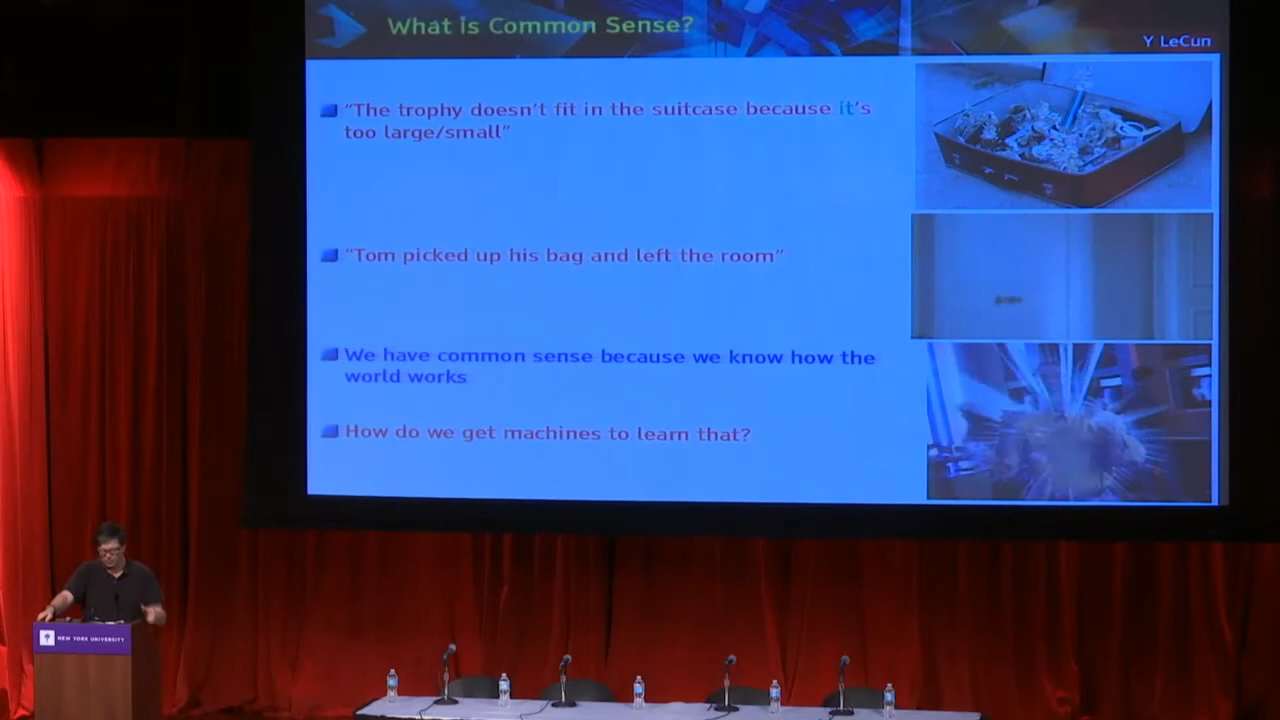 What is Common Sense?
Y LeCun
“The trophy doesn’t fit in the suitcase because it’s
too large/small”
“Tom picked up his bag and left the room”
We have common sense because we know how the
world works
How do we get machines to learn that?
NEW YORK UNIVERSITY